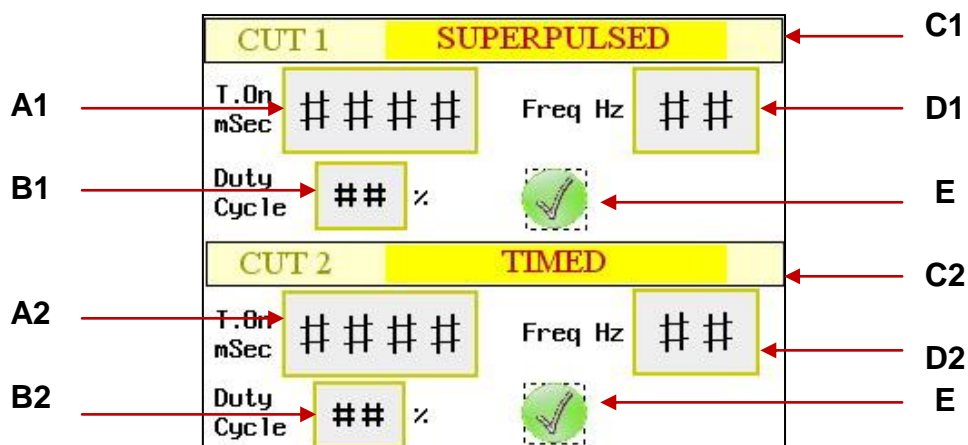 CUT 1 SUPERPULSED C1
A1 T.On mSec #### Freq Hz ## D1
B1 Duty Cycle ## % E
CUT 2 TIMED C2
A2 T.On mSec #### Freq Hz ## D2
B2 Duty Cycle ## % E